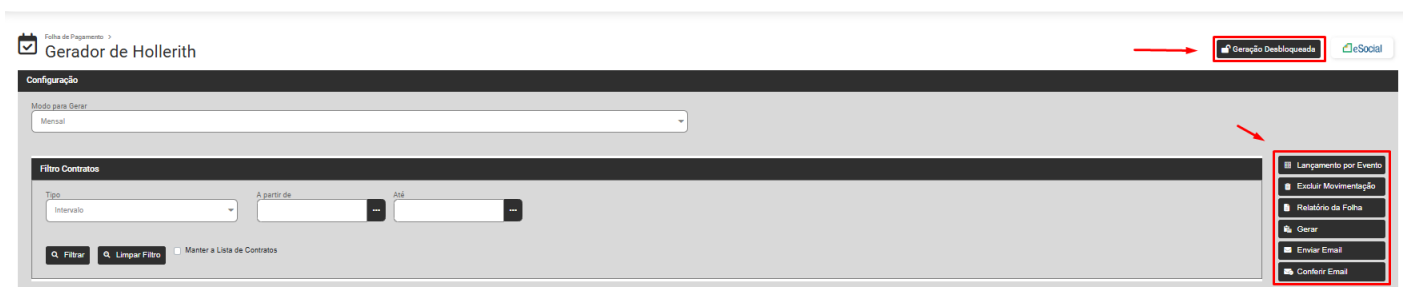 Folha de Pagamento >
Gerador de Hollerith
Geração Desbloqueada
eSocial
Configuração
Modo para Gerar
Mensal
Filtro Contratos
Tipo
A partir de
Até
Intervalo
Filtrar
Limpar Filtro
Manter a Lista de Contratos
Lançamento por Evento
Excluir Movimentação
Relatório da Folha
Gerar
Enviar Email
Conferir Email